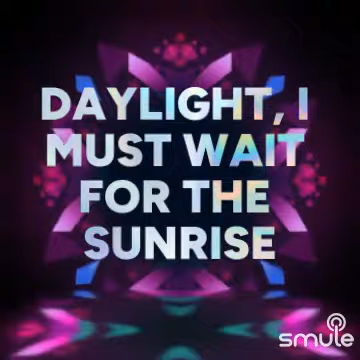 DAYLIGHT, I
MUST WAIT
FOR THE
SUNRISE
smule